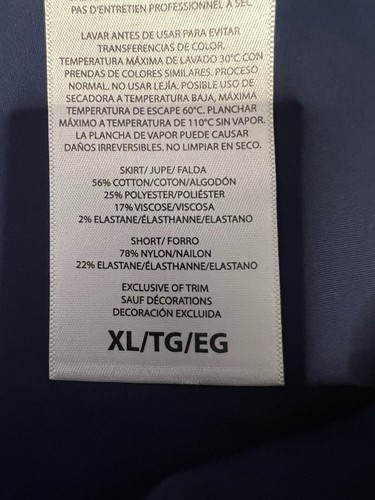 PAS D'ENTRETIEN PROFESSIONNEL À SEC
LAVAR ANTES DE USAR PARA EVITAR
TRANSFERENCIAS DE COLOR.
TEMPERATURA MÁXIMA DE LAVADO 30°C CON
PRENDAS DE COLORES SIMILARES. PROCESO
NORMAL. NO USAR LEJÍA. POSIBLE USO DE
SECADORA A TEMPERATURA BAJA, MÁXIMA
TEMPERATURA DE ESCAPE 60°C. PLANCHAR
MÁXIMO A TEMPERATURA DE 110°C SIN VAPOR.
LA PLANCHA DE VAPOR PUEDE CAUSAR
DAÑOS IRREVERSIBLES. NO LIMPIAR EN SECO.
SKIRT/ JUPE/ FALDA
56% COTTON/COTON/ALGODÓN
25% POLYESTER/POLIÉSTER
17% VISCOSE/VISCOSA
2% ELASTANE/ÉLASTHANNE/ELASTANO
SHORT/ FORRO
78% NYLON/NAILON
22% ELASTANE/ÉLASTHANNE/ELASTANO
EXCLUSIVE OF TRIM
SAUF DÉCORATIONS
DECORACIÓN EXCLUIDA
XL/TG/EG